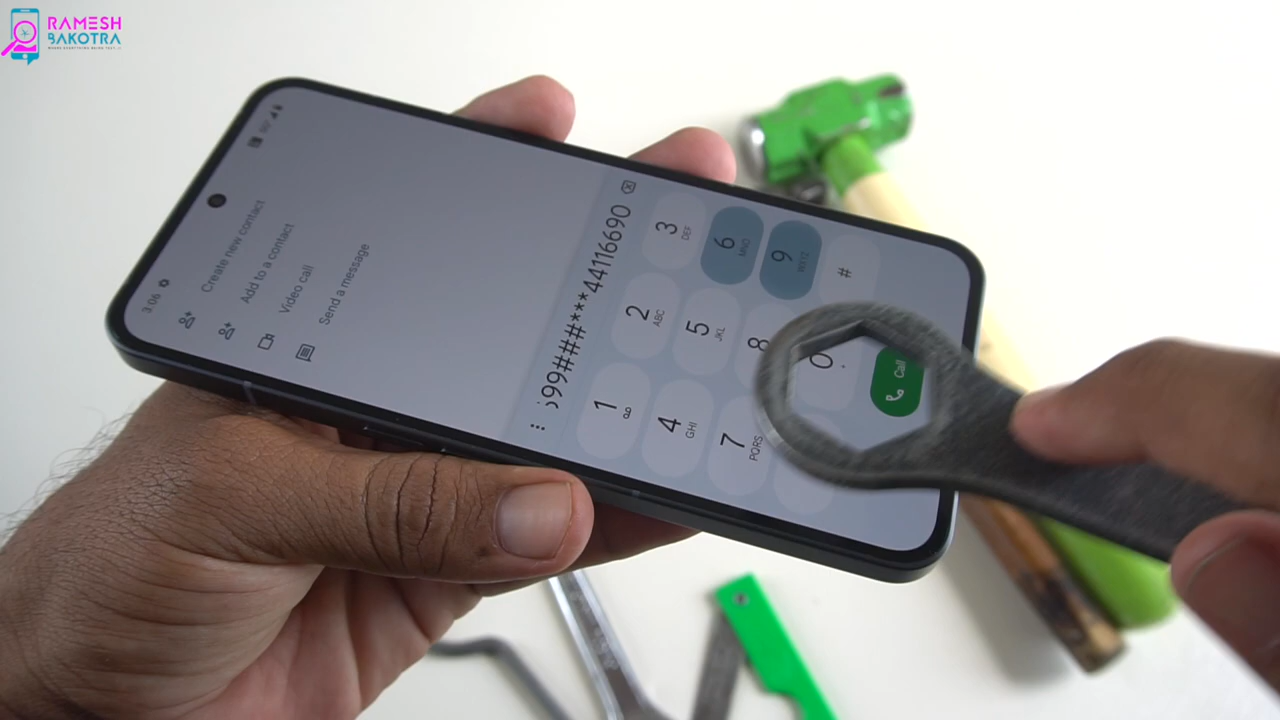 RAMESH
BAKOTRA
3:06
Create new contact
Add to a contact
Video call
Send a message
;99###***44116690
1
2 ABC
3 DEF
4 GHI
5 JKL
6 MNO
7 PQRS
8
9 WXYZ
0 +
#
Call